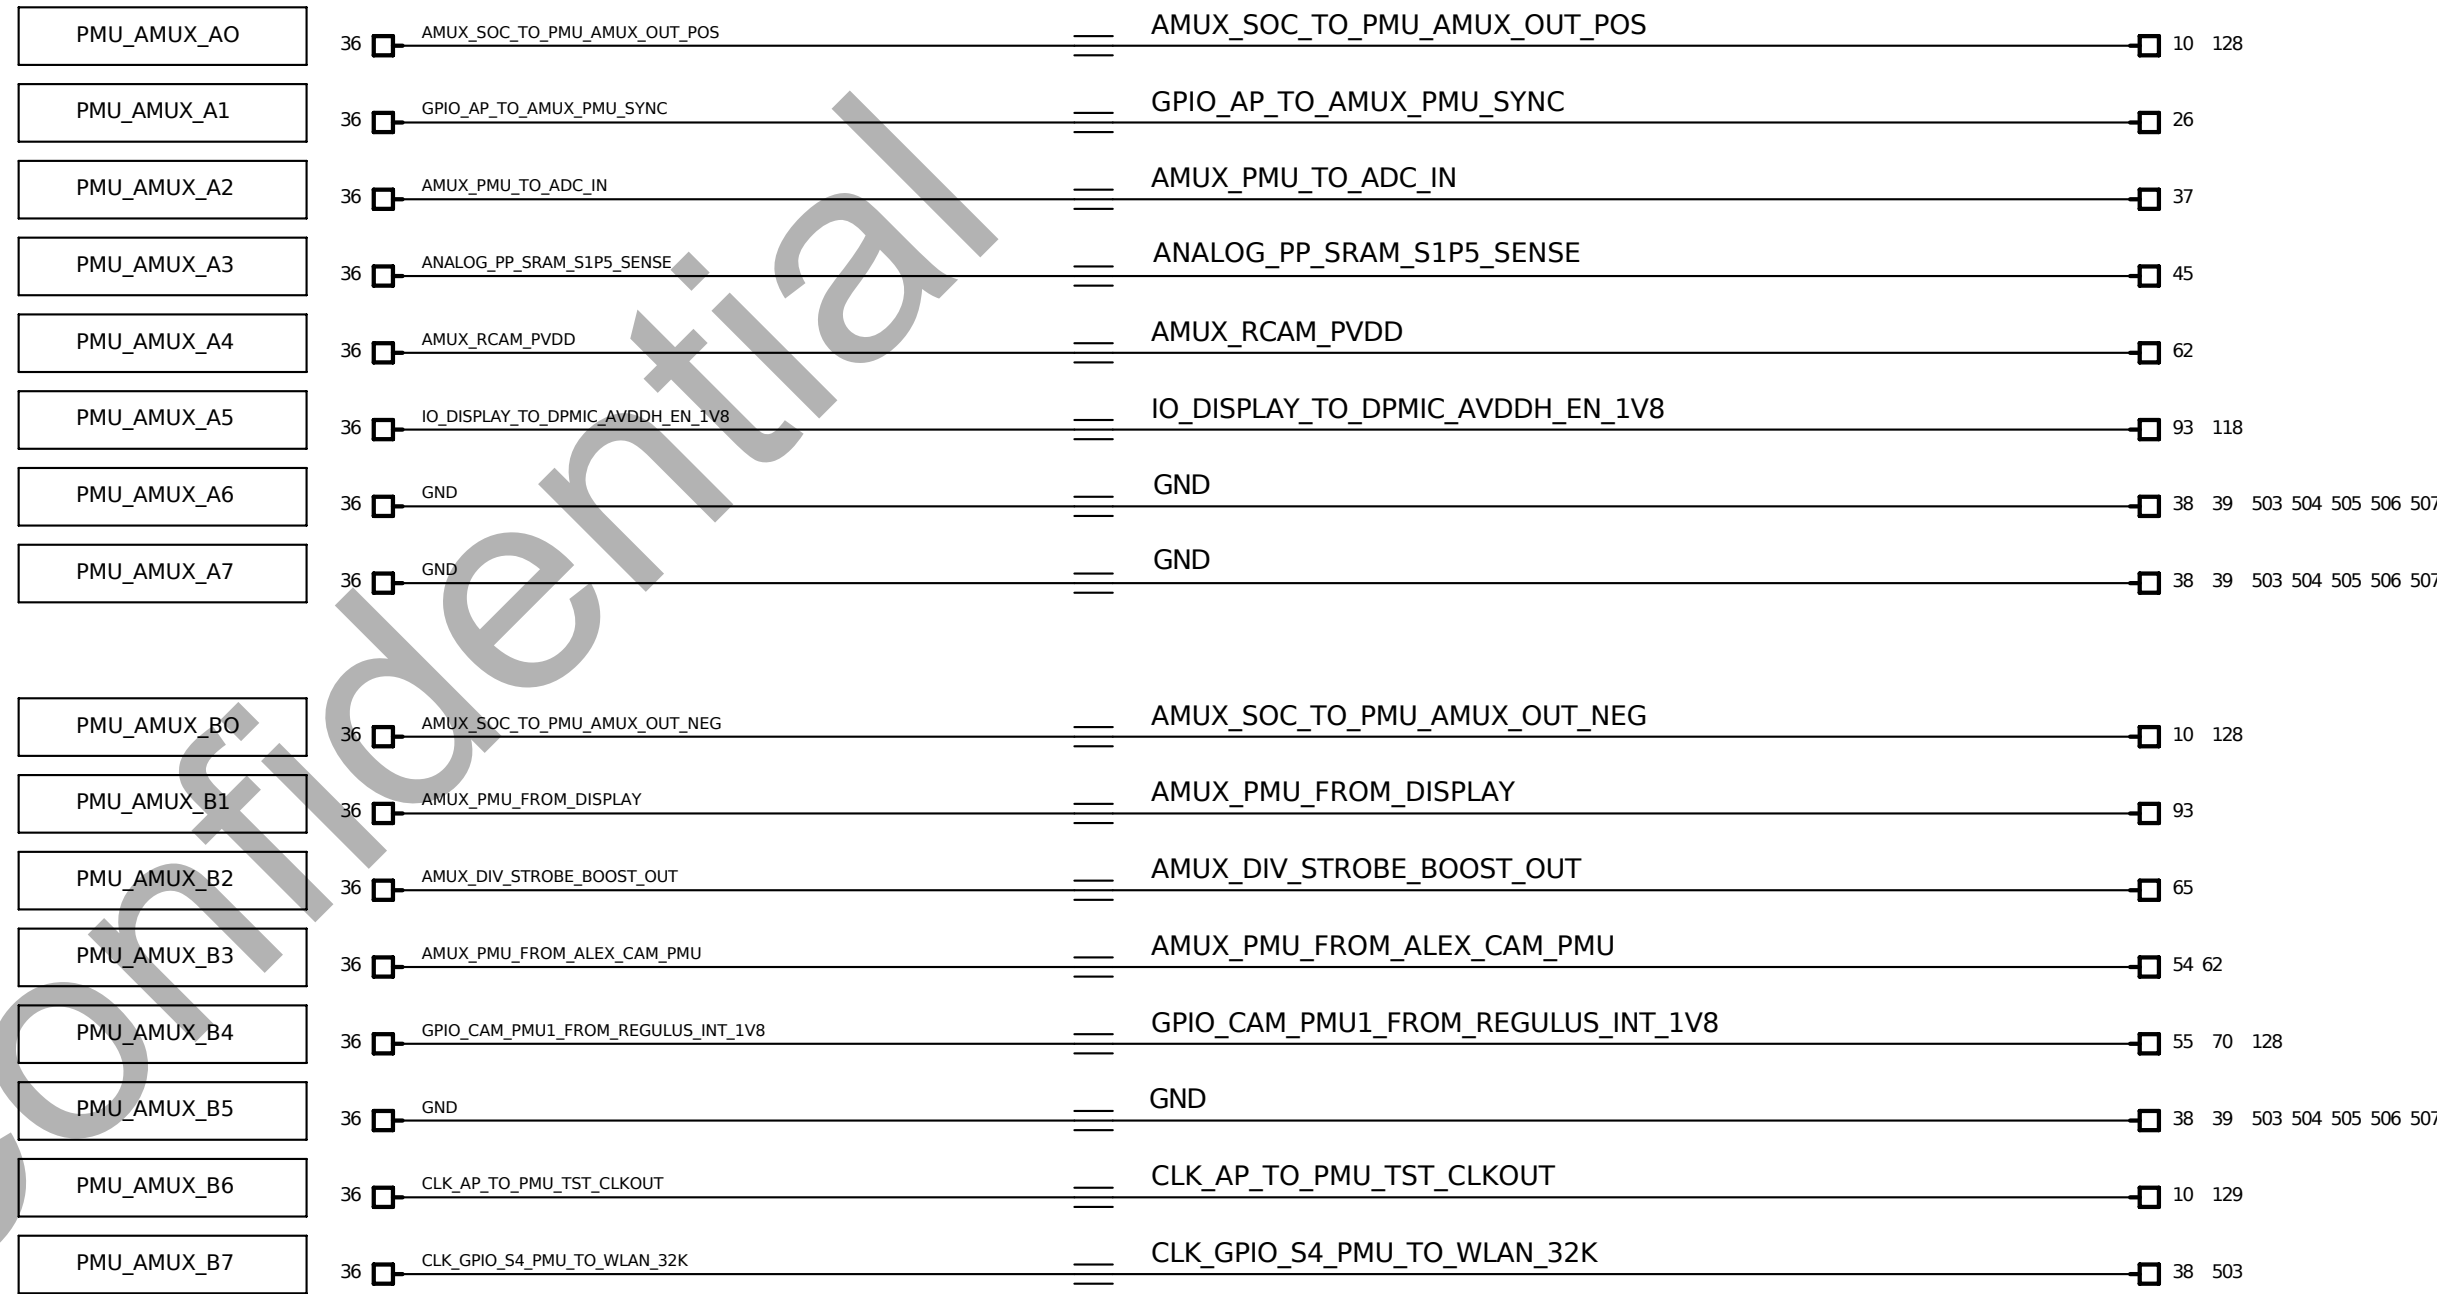 PMU_AMUX_AO 36 AMUX_SOC_TO_PMU_AMUX_OUT_POS AMUX_SOC_TO_PMU_AMUX_OUT_POS 10 128
PMU_AMUX_A1 36 GPIO_AP_TO_AMUX_PMU_SYNC GPIO_AP_TO_AMUX_PMU_SYNC 26
PMU_AMUX_A2 36 AMUX_PMU_TO_ADC_IN AMUX_PMU_TO_ADC_IN 37
PMU_AMUX_A3 36 ANALOG_PP_SRAM_S1P5_SENSE ANALOG_PP_SRAM_S1P5_SENSE 45
PMU_AMUX_A4 36 AMUX_RCAM_PVDD AMUX_RCAM_PVDD 62
PMU_AMUX_A5 36 IO_DISPLAY_TO_DPMIC_AVDDH_EN_1V8 IO_DISPLAY_TO_DPMIC_AVDDH_EN_1V8 93 118
PMU_AMUX_A6 36 GND GND 38 39 503 504 505 506 507
PMU_AMUX_A7 36 GND GND 38 39 503 504 505 506 507
PMU_AMUX_BO 36 AMUX_SOC_TO_PMU_AMUX_OUT_NEG AMUX_SOC_TO_PMU_AMUX_OUT_NEG 10 128
PMU_AMUX_B1 36 AMUX_PMU_FROM_DISPLAY AMUX_PMU_FROM_DISPLAY 93
PMU_AMUX_B2 36 AMUX_DIV_STROBE_BOOST_OUT AMUX_DIV_STROBE_BOOST_OUT 65
PMU_AMUX_B3 36 AMUX_PMU_FROM_ALEX_CAM_PMU AMUX_PMU_FROM_ALEX_CAM_PMU 54 62
PMU_AMUX_B4 36 GPIO_CAM_PMU1_FROM_REGULUS_INT_1V8 GPIO_CAM_PMU1_FROM_REGULUS_INT_1V8 55 70 128
PMU_AMUX_B5 36 GND GND 38 39 503 504 505 506 507
PMU_AMUX_B6 36 CLK_AP_TO_PMU_TST_CLKOUT CLK_AP_TO_PMU_TST_CLKOUT 10 129
PMU_AMUX_B7 36 CLK_GPIO_S4_PMU_TO_WLAN_32K CLK_GPIO_S4_PMU_TO_WLAN_32K 38 503
Confidential